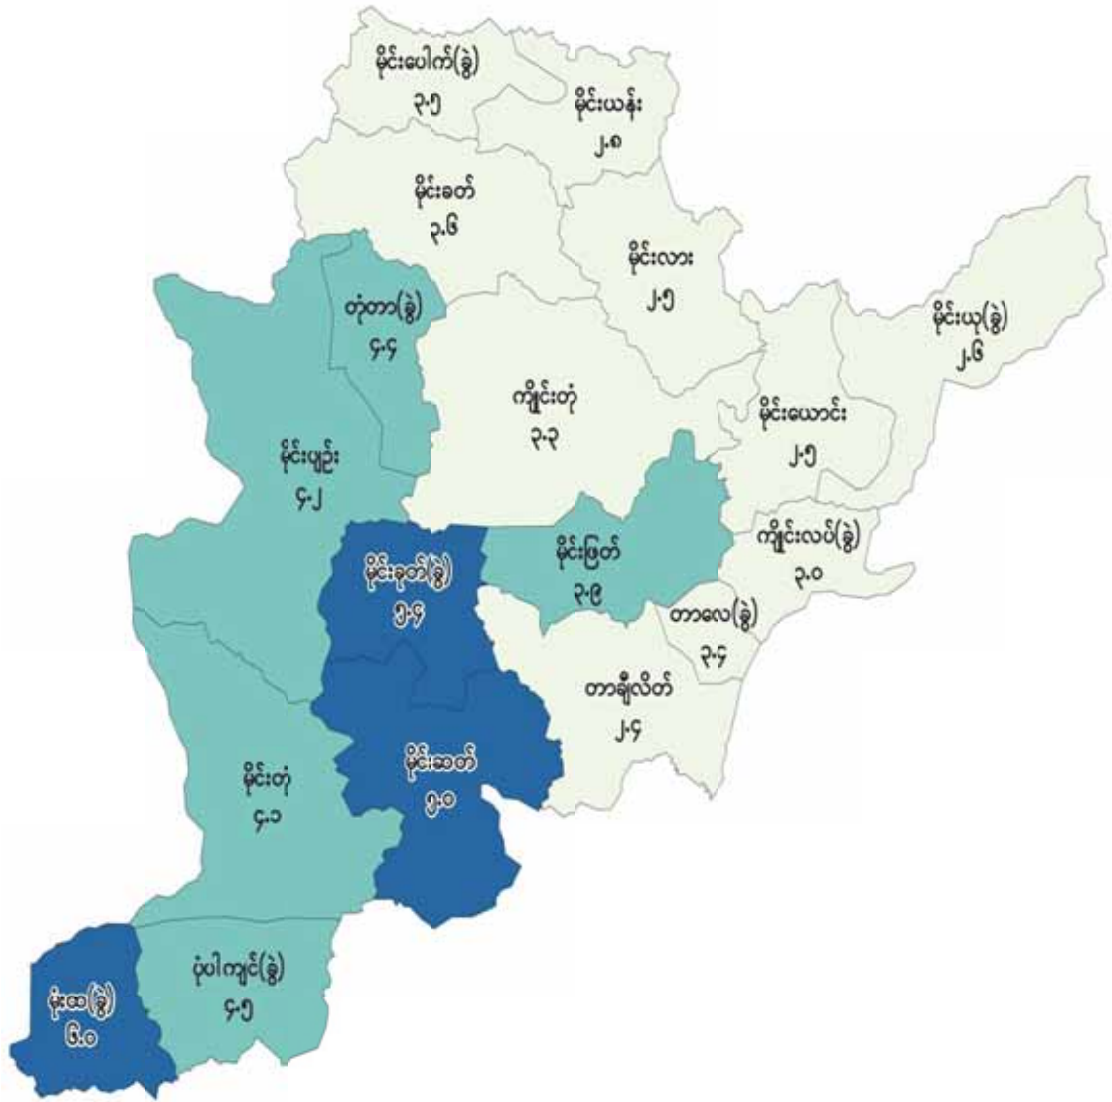 မိုင်းပေါက်(ခွဲ)
၃.၅
မိုင်းယန်း
၂.၈
မိုင်းခတ်
၃.၆
မိုင်းလား
၂.၅
တုံတာ(ခွဲ)
၄.၄
မိုင်းယု(ခွဲ)
၂.၆
ကျိုင်းတုံ
၃.၃
မိုင်းယောင်း
၂.၅
မိုင်းပျဉ်း
၄.၂
ကျိုင်းလပ်(ခွဲ)
၃.၀
မိုင်းဖြတ်
၃.၉
မိုင်းခုတ်(ခွဲ)
၅.၄
တာလေ(ခွဲ)
၃.၄
တာချီလိတ်
၂.၄
မိုင်းဆတ်
၅.၀
မိုင်းတုံ
၄.၁
ပုံပါကျင်(ခွဲ)
၄.၅
မုံးထ(ခွဲ)
၆.၀